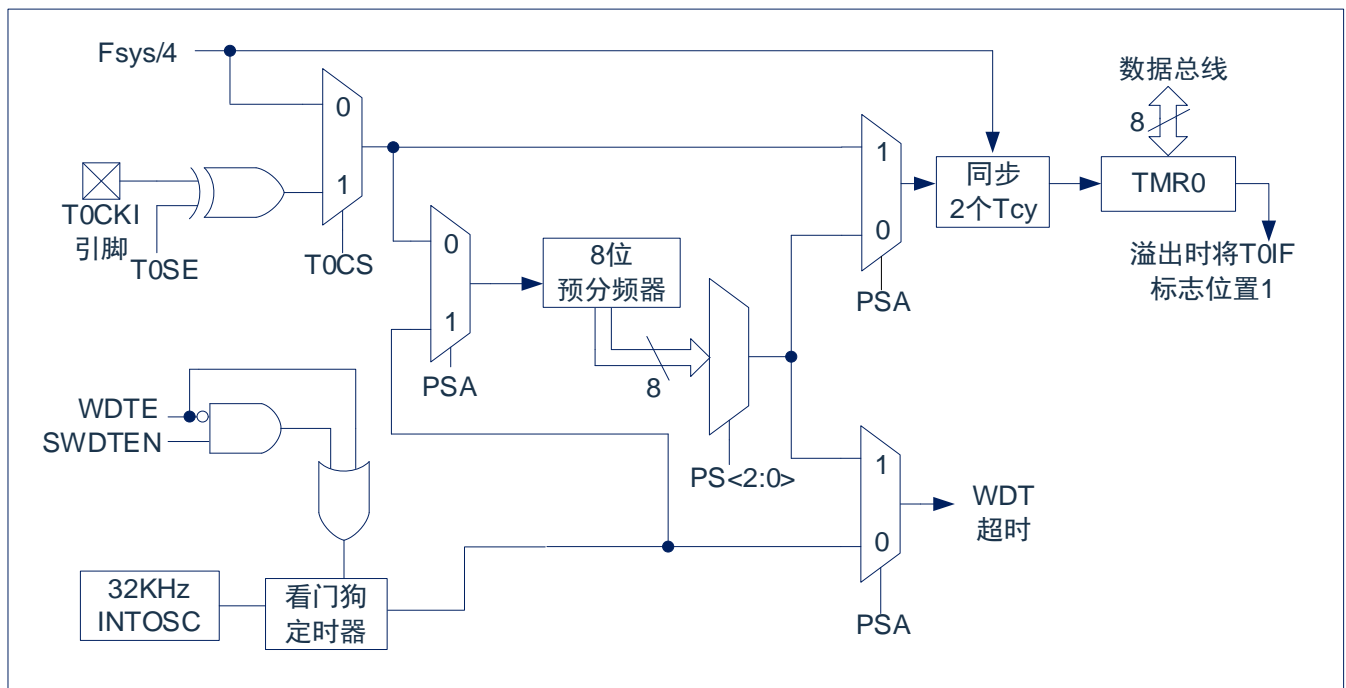 Fsys/4
数据总线
0
8
1
1
同步
2个Tcy
TMR0
T0CKI
引脚
T0SE
T0CS
0
8位
预分频器
0
溢出时将T0IF
标志位置1
PSA
1
PSA
8
WDTE
SWDTEN
PS<2:0>
1
WDT
超时
0
32KHz
INTOSC
看门狗
定时器
PSA